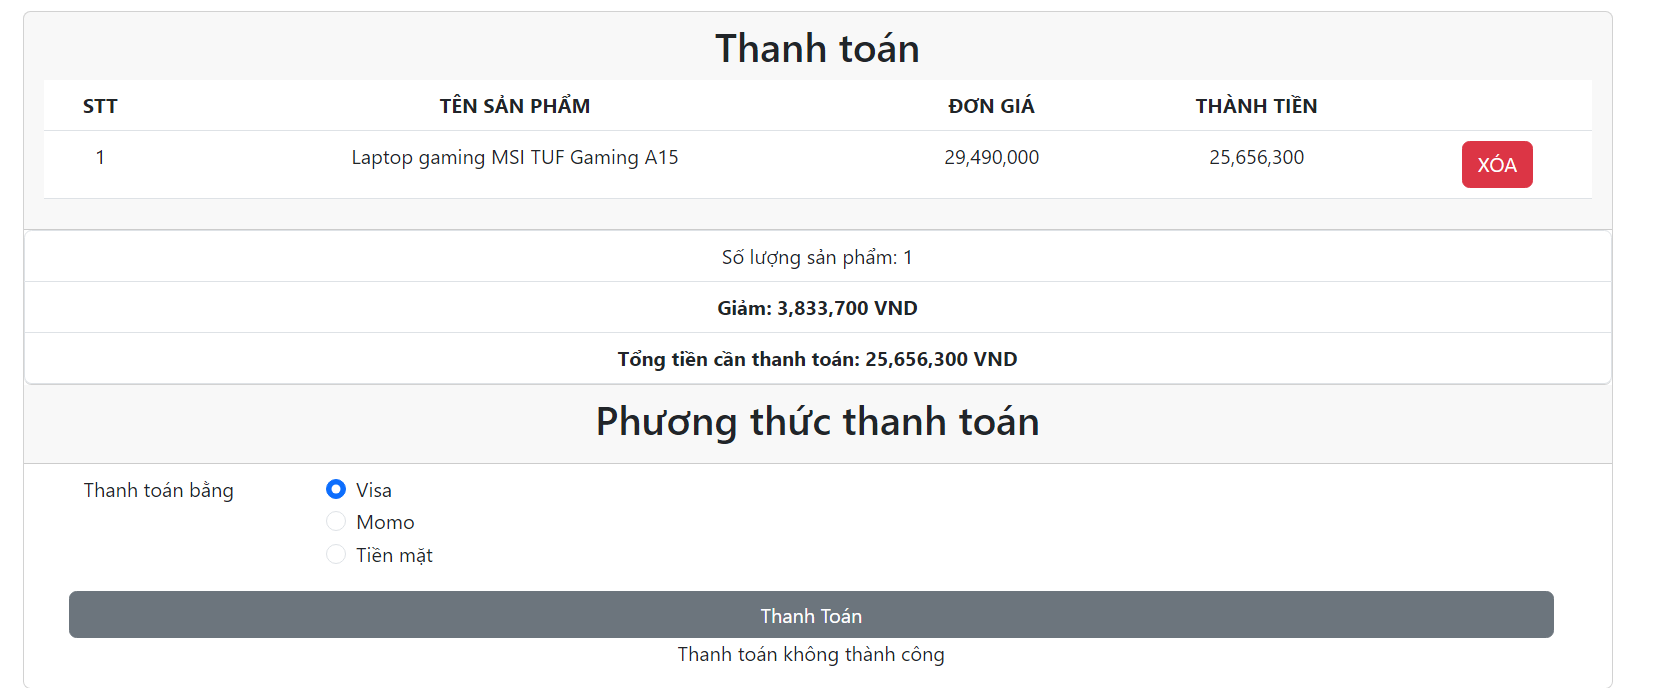 Thanh toán
STT TÊN SẢN PHẨM ĐƠN GIÁ THÀNH TIỀN
1 Laptop gaming MSI TUF Gaming A15 29,490,000 25,656,300 XÓA
Số lượng sản phẩm: 1
Giảm: 3,833,700 VND
Tổng tiền cần thanh toán: 25,656,300 VND
Phương thức thanh toán
Thanh toán bằng Visa
Momo
Tiền mặt
Thanh Toán
Thanh toán không thành công